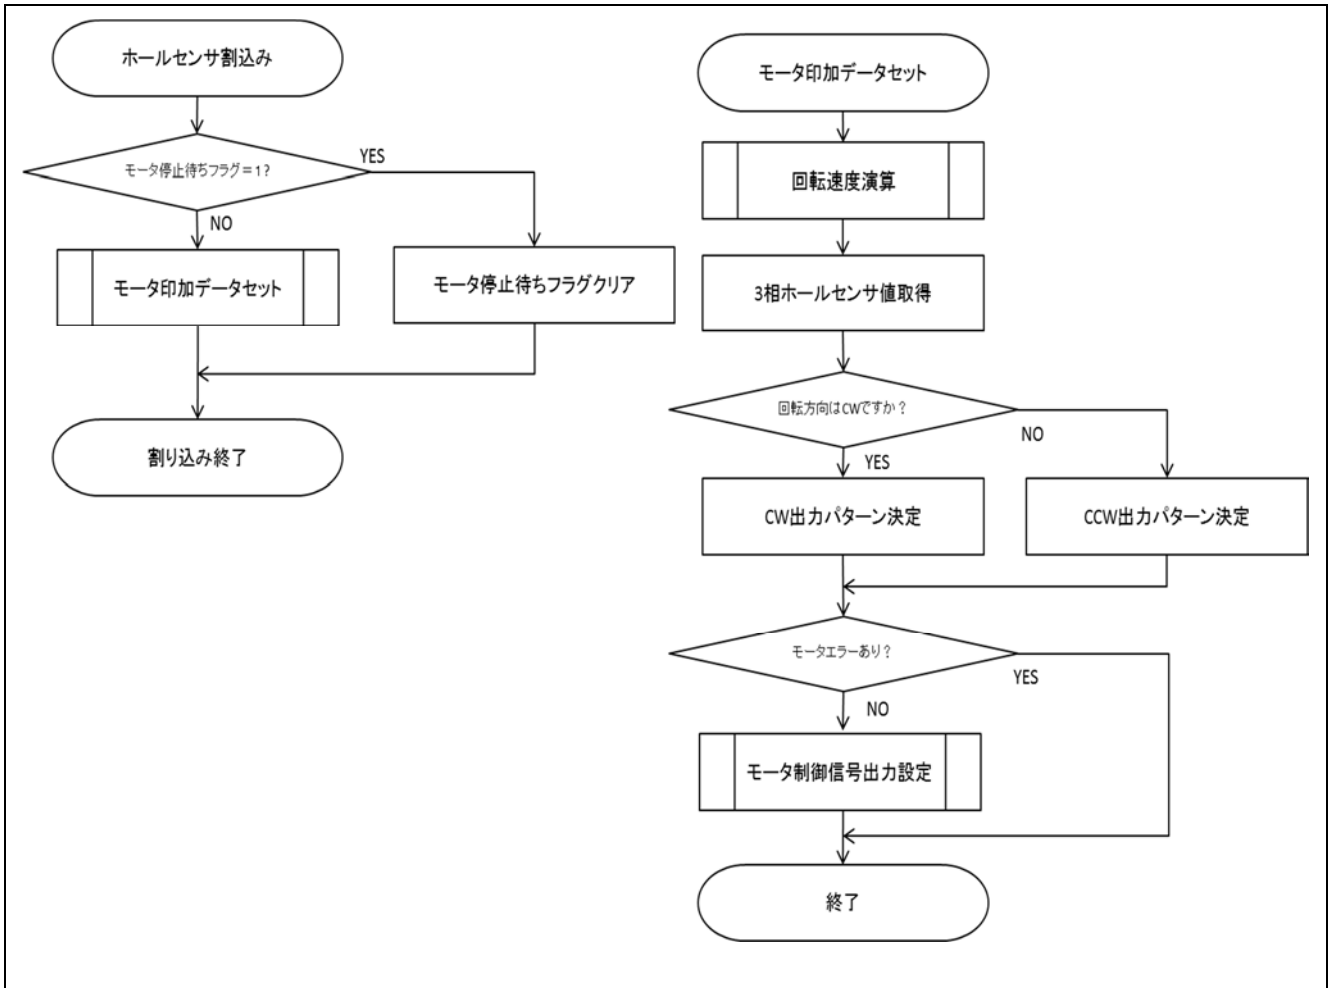 ホールセンサ割込み
モータ停止待ちフラグ＝1？
YES
NO
モータ印加データセット
モータ停止待ちフラグクリア
割り込み終了
モータ印加データセット
回転速度演算
3相ホールセンサ値取得
回転方向はCWですか？
NO
YES
CW出力パターン決定
CCW出力パターン決定
モータエラーあり？
YES
NO
モータ制御信号出力設定
終了